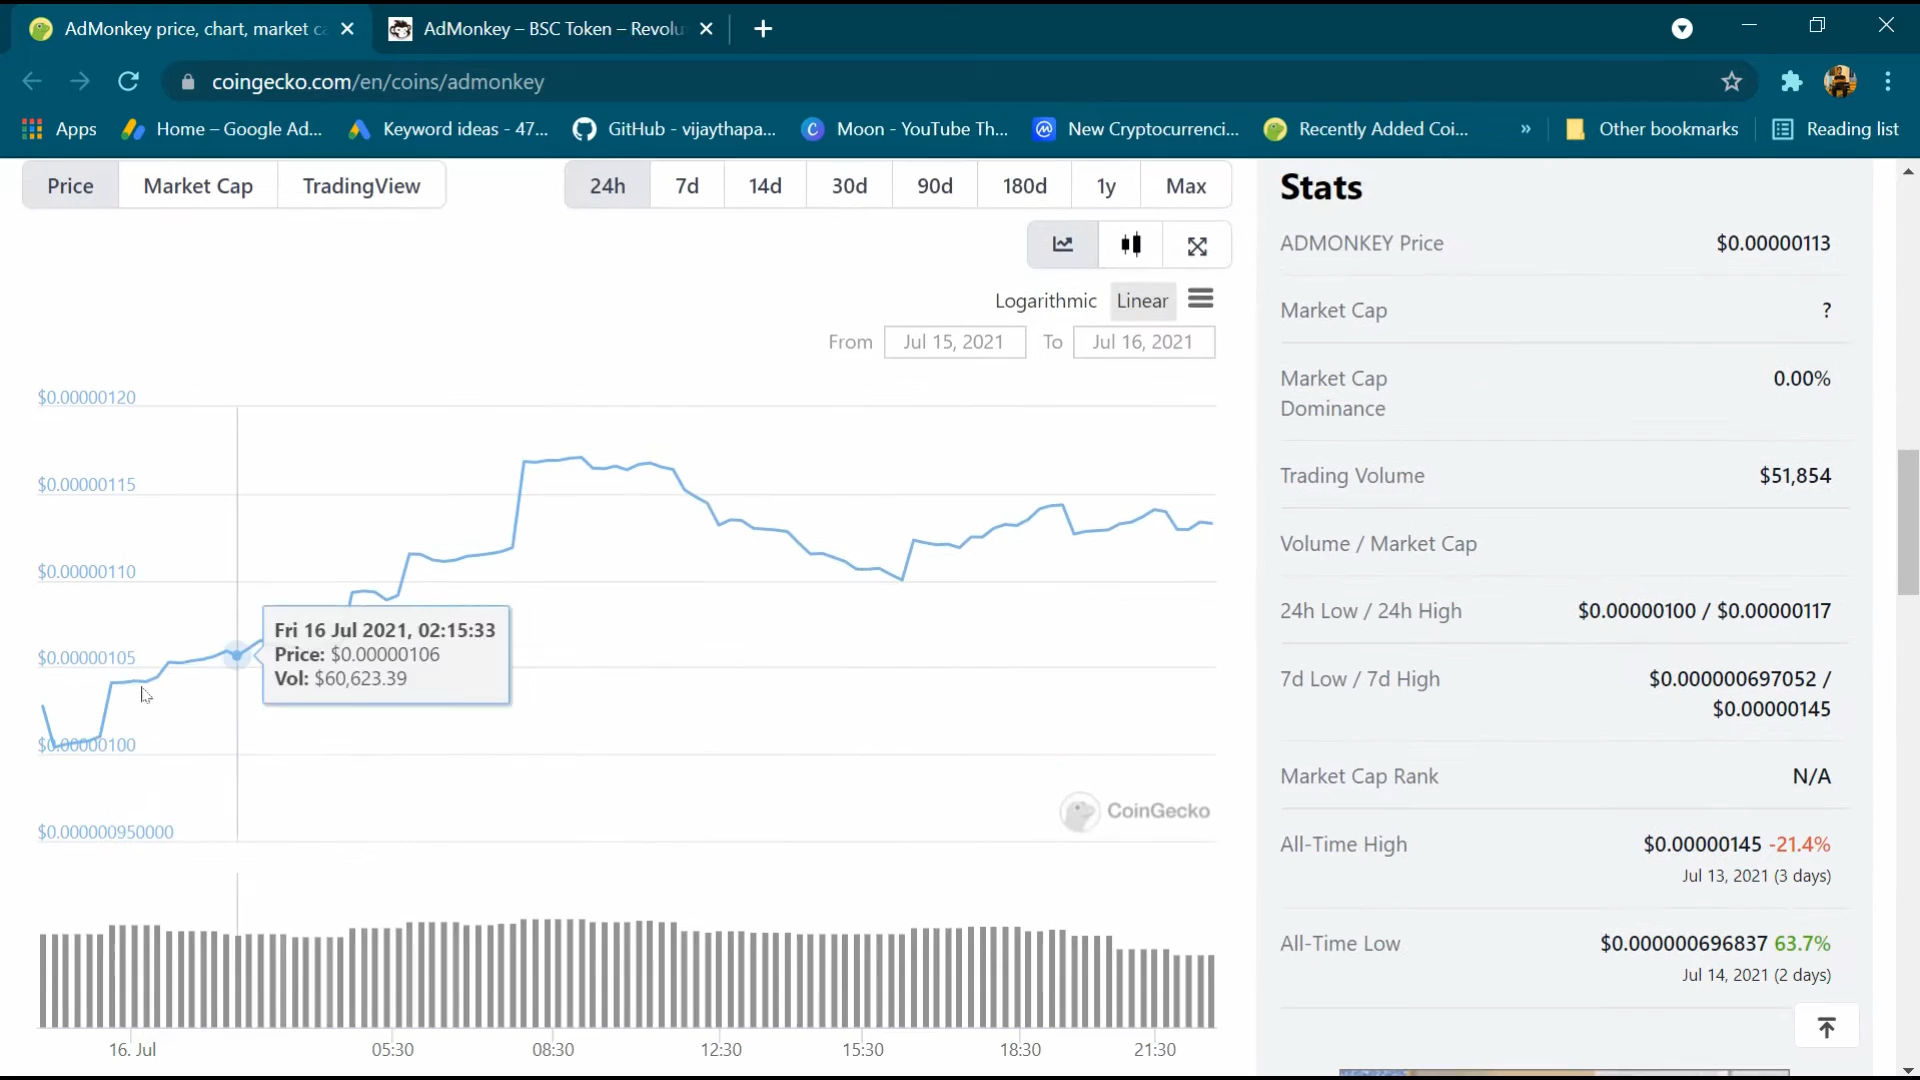 AdMonkey price, chart, market ca
AdMonkey – BSC Token – Revolu
coingecko.com/en/coins/admonkey
Apps
Home – Google Ad...
Keyword ideas - 47...
GitHub - vijaythapa...
Moon - YouTube Th...
New Cryptocurrenci...
Recently Added Coi...
»
Other bookmarks
Reading list
Price
Market Cap
TradingView
24h
7d
14d
30d
90d
180d
1y
Max
Logarithmic
Linear
From
Jul 15, 2021
To
Jul 16, 2021
$0.00000120
$0.00000115
$0.00000110
$0.00000105
$0.00000100
$0.000000950000
Fri 16 Jul 2021, 02:15:33
Price: $0.00000106
Vol: $60,623.39
CoinGecko
16. Jul
05:30
08:30
12:30
15:30
18:30
21:30
Stats
ADMONKEY Price
$0.00000113
Market Cap
?
Market Cap
Dominance
0.00%
Trading Volume
$51,854
Volume / Market Cap
24h Low / 24h High
$0.00000100 / $0.00000117
7d Low / 7d High
$0.000000697052 /
$0.00000145
Market Cap Rank
N/A
All-Time High
$0.00000145 -21.4%
Jul 13, 2021 (3 days)
All-Time Low
$0.000000696837 63.7%
Jul 14, 2021 (2 days)